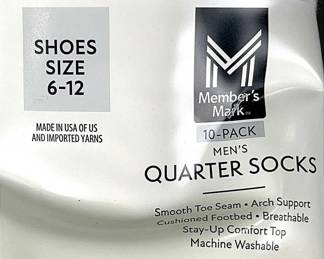 SHOES
SIZE
6-12
MADE IN USA OF US
AND IMPORTED YARNS
Member's
Mark™
10-PACK
MEN'S
QUARTER SOCKS
Smooth Toe Seam • Arch Support
Cushioned Footbed • Breathable
Stay-Up Comfort Top
Machine Washable